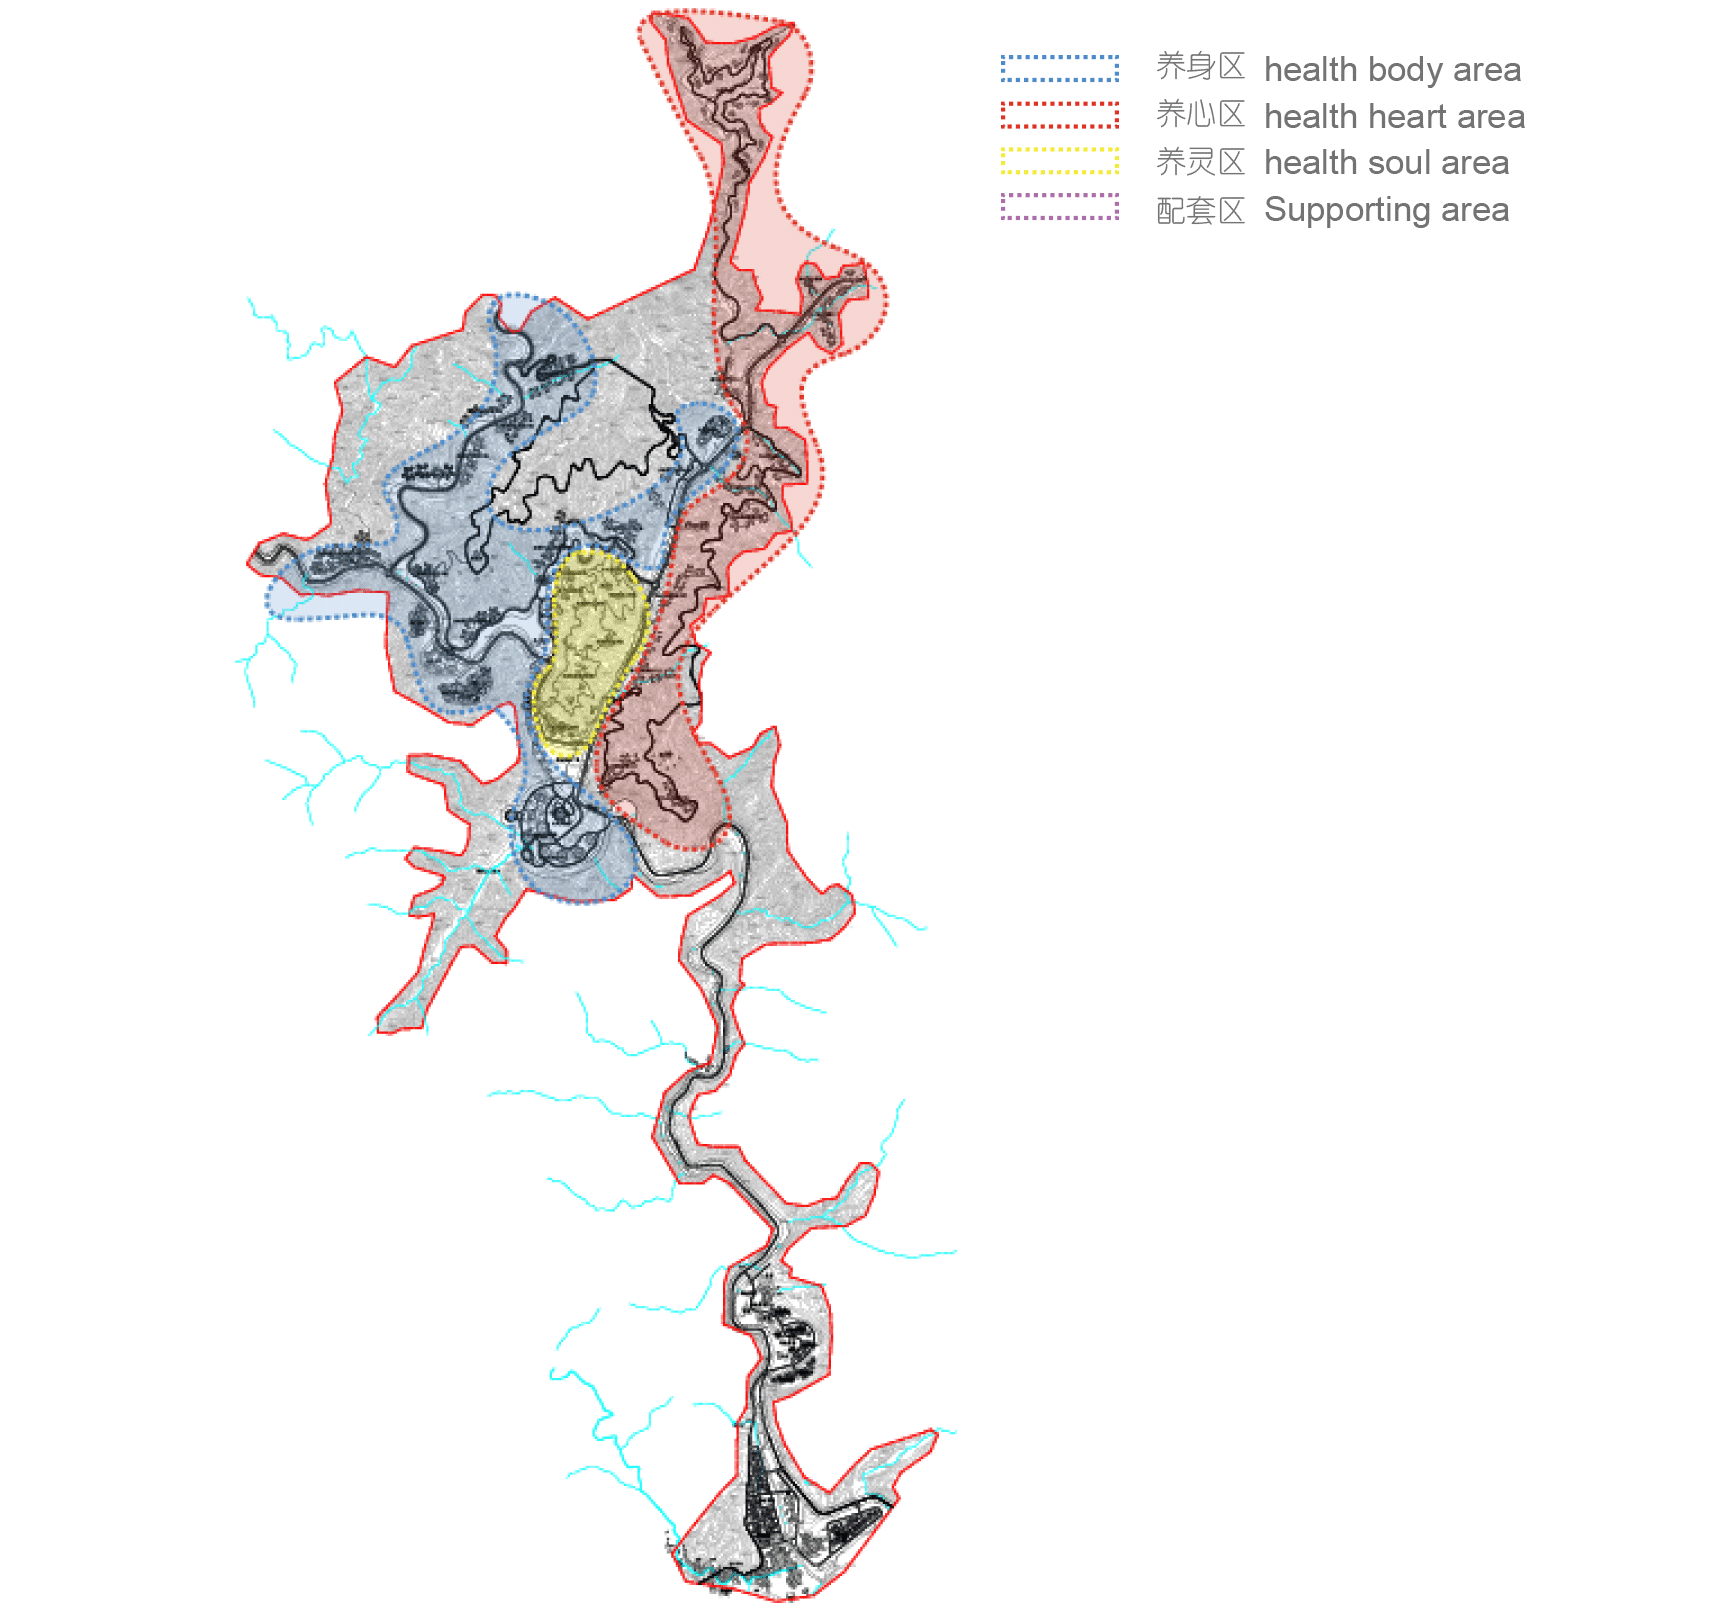 养身区 health body area
养心区 health heart area
养灵区 health soul area
配套区 Supporting area